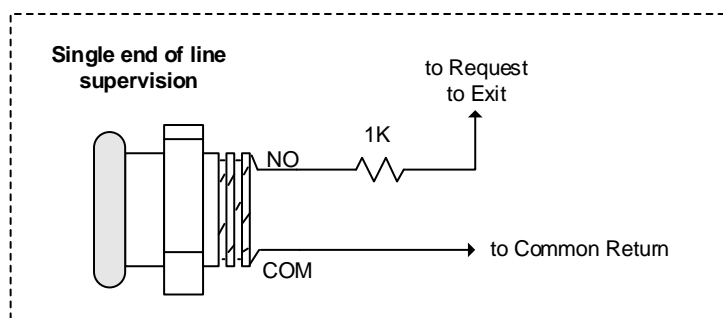 Single end of line
supervision
to Request
to Exit
1K
NO
to Common Return
COM